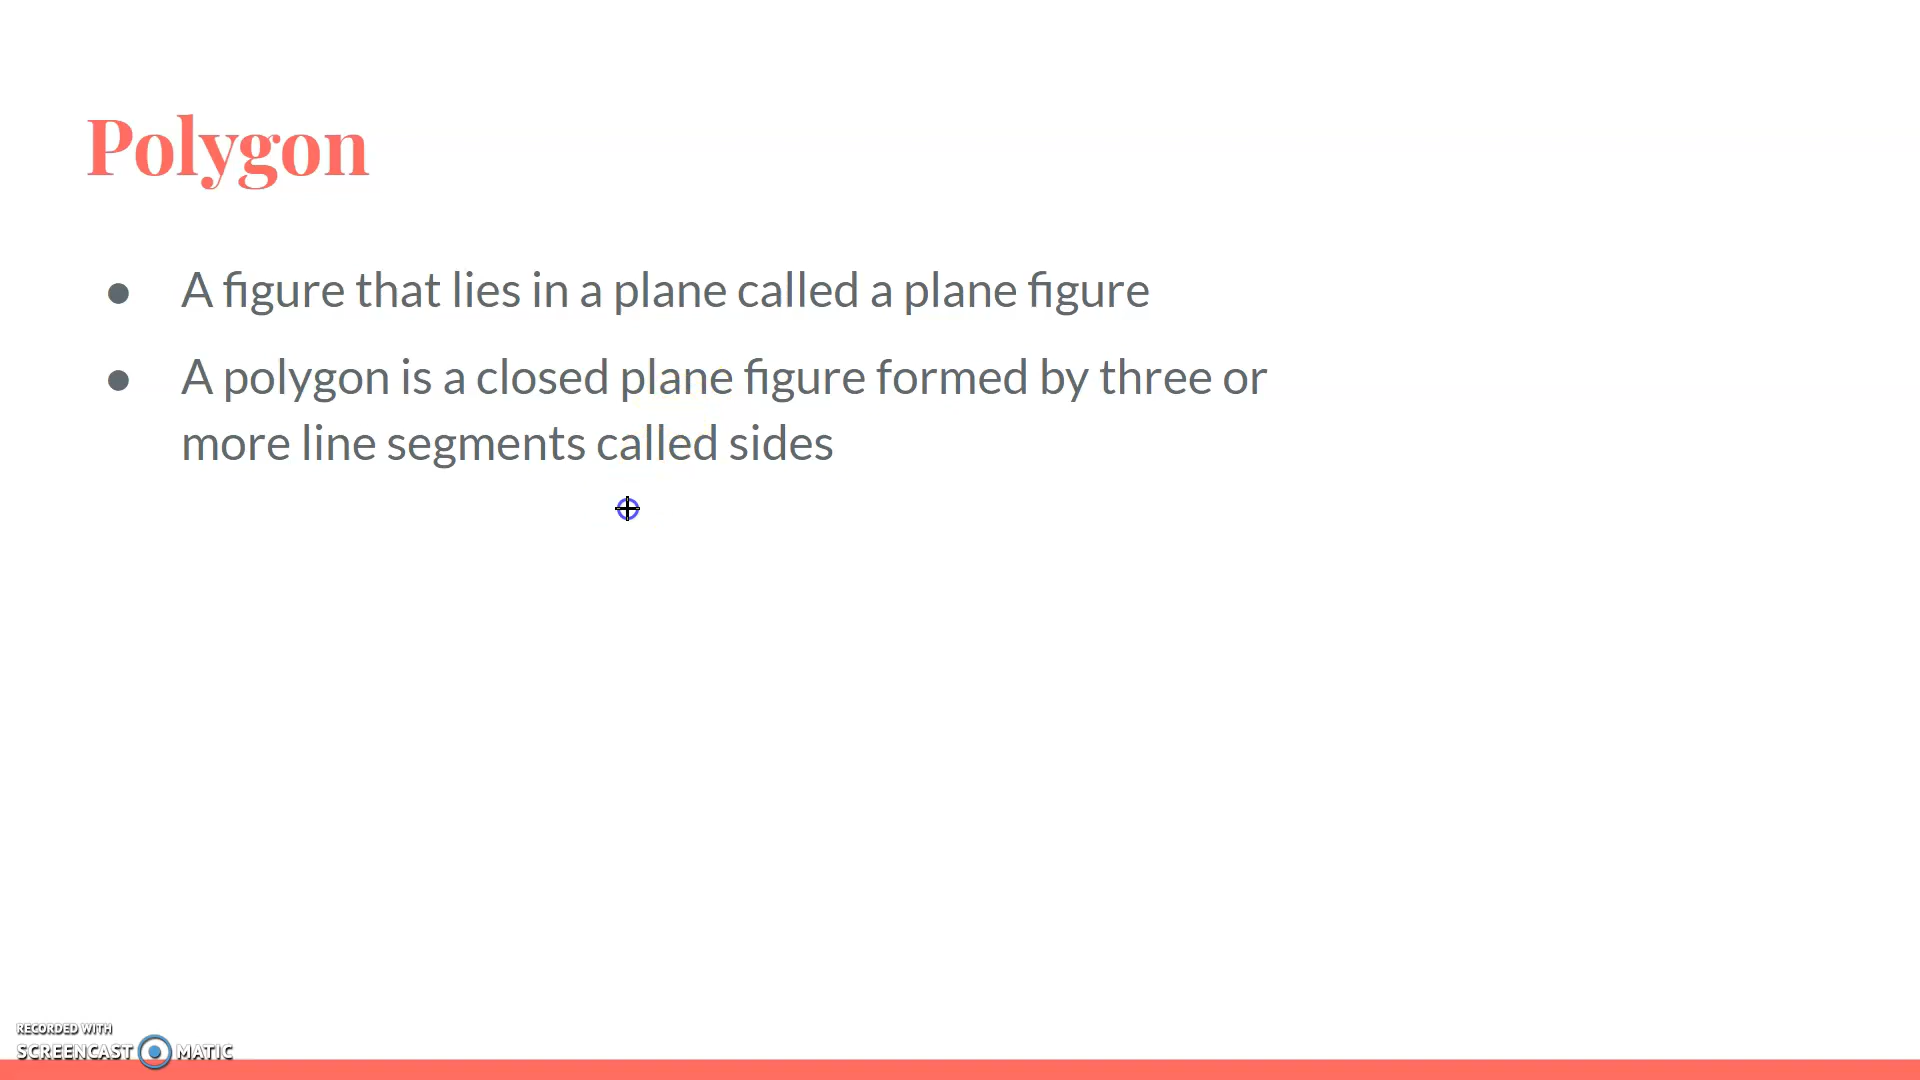 Polygon
● A figure that lies in a plane called a plane figure
● A polygon is a closed plane figure formed by three or
more line segments called sides
RECORDED WITH
SCREENCAST MATIC